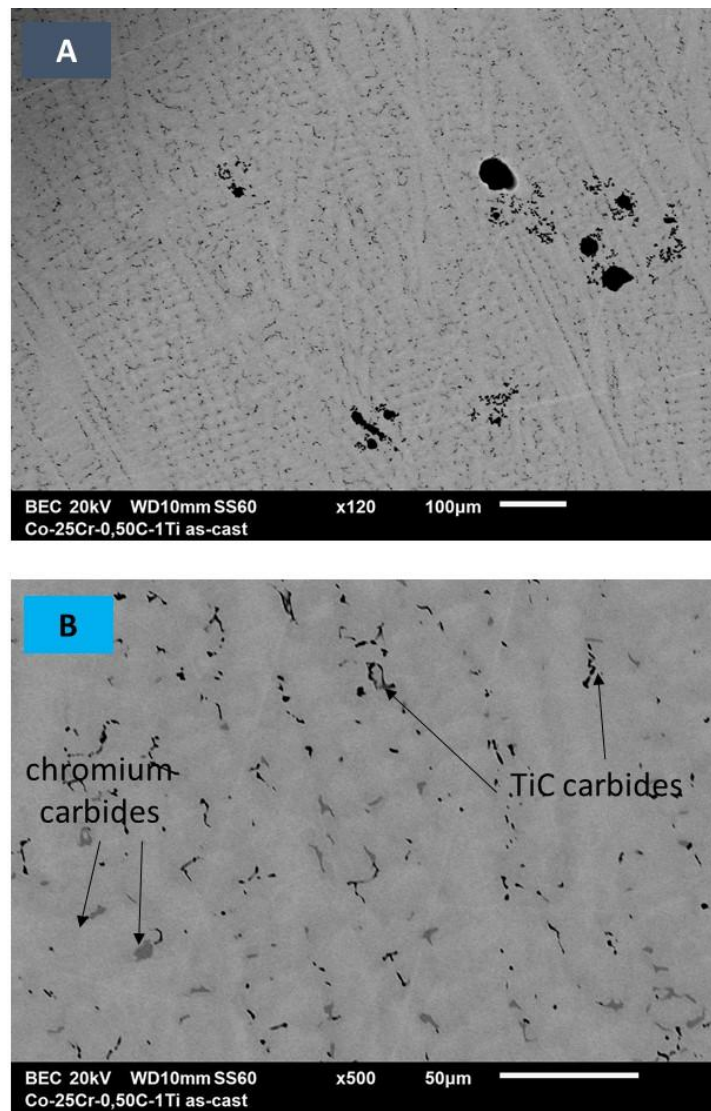 A
BEC 20kV WD10mm SS60 x120 100µm
Co-25Cr-0,50C-1Ti as-cast
B
chromium
carbides
TiC carbides
BEC 20kV WD10mm SS60 x500 50µm
Co-25Cr-0,50C-1Ti as-cast